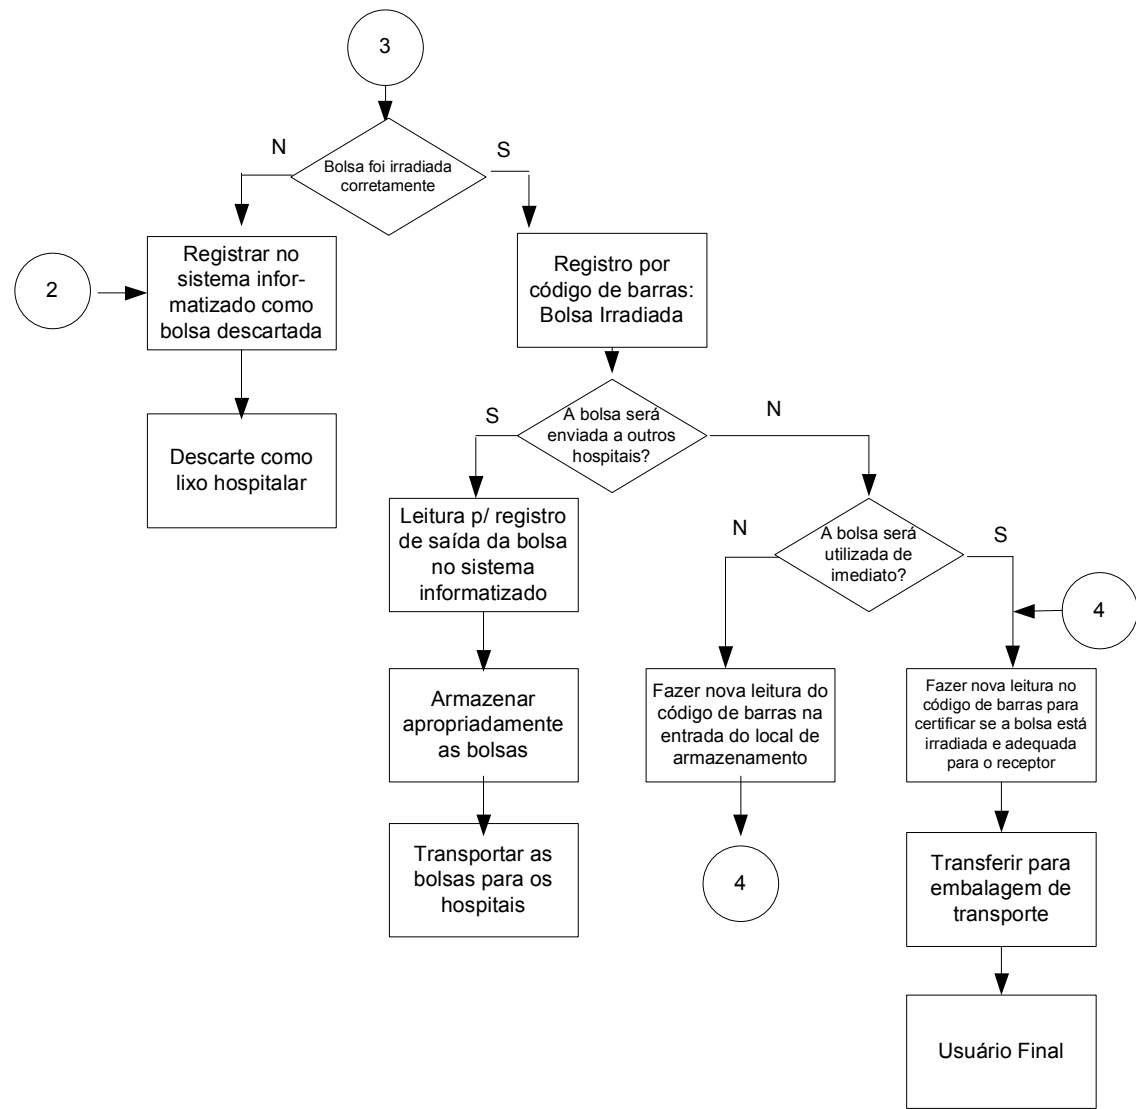 3
N
S
Bolsa foi irradiada
corretamente
Registrar no
sistema infor-
matizado como
bolsa descartada
2
Registro por
código de barras:
Bolsa Irradiada
Descarte como
lixo hospitalar
S
A bolsa será
enviada a outros
hospitais?
N
Leitura p/ registro
de saída da bolsa
no sistema
informatizado
N
A bolsa será
utilizada de
imediato?
S
4
Armazenar
apropriadamente
as bolsas
Fazer nova leitura do
código de barras na
entrada do local de
armazenamento
Fazer nova leitura no
código de barras para
certificar se a bolsa está
irradiada e adequada
para o receptor
Transportar as
bolsas para os
hospitais
4
Transferir para
embalagem de
transporte
Usuário Final